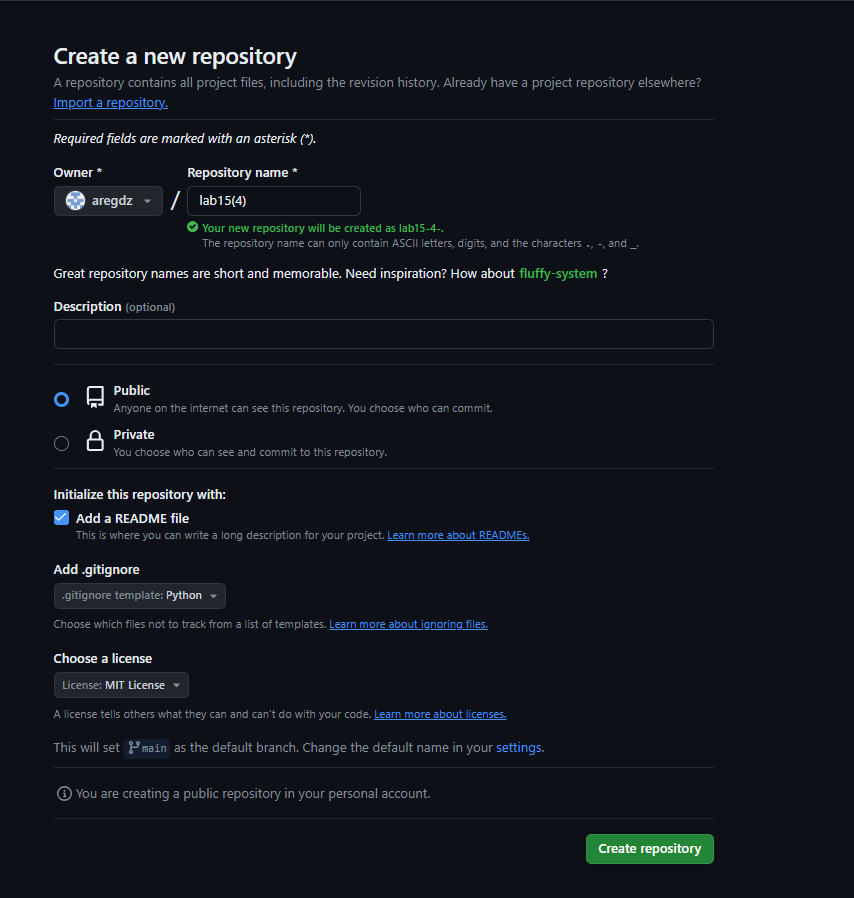 Create a new repository
A repository contains all project files, including the revision history. Already have a project repository elsewhere?
Import a repository.
Required fields are marked with an asterisk (*).
Owner * Repository name *
aregdz / lab15(4)
Your new repository will be created as lab15-4-.
The repository name can only contain ASCII letters, digits, and the characters ., -, and _.
Great repository names are short and memorable. Need inspiration? How about fluffy-system ?
Description (optional)
Public
Anyone on the internet can see this repository. You choose who can commit.
Private
You choose who can see and commit to this repository.
Initialize this repository with:
Add a README file
This is where you can write a long description for your project. Learn more about READMEs.
Add .gitignore
.gitignore template: Python
Choose which files not to track from a list of templates. Learn more about ignoring files.
Choose a license
License: MIT License
A license tells others what they can and can't do with your code. Learn more about licenses.
This will set main as the default branch. Change the default name in your settings.
You are creating a public repository in your personal account.
Create repository